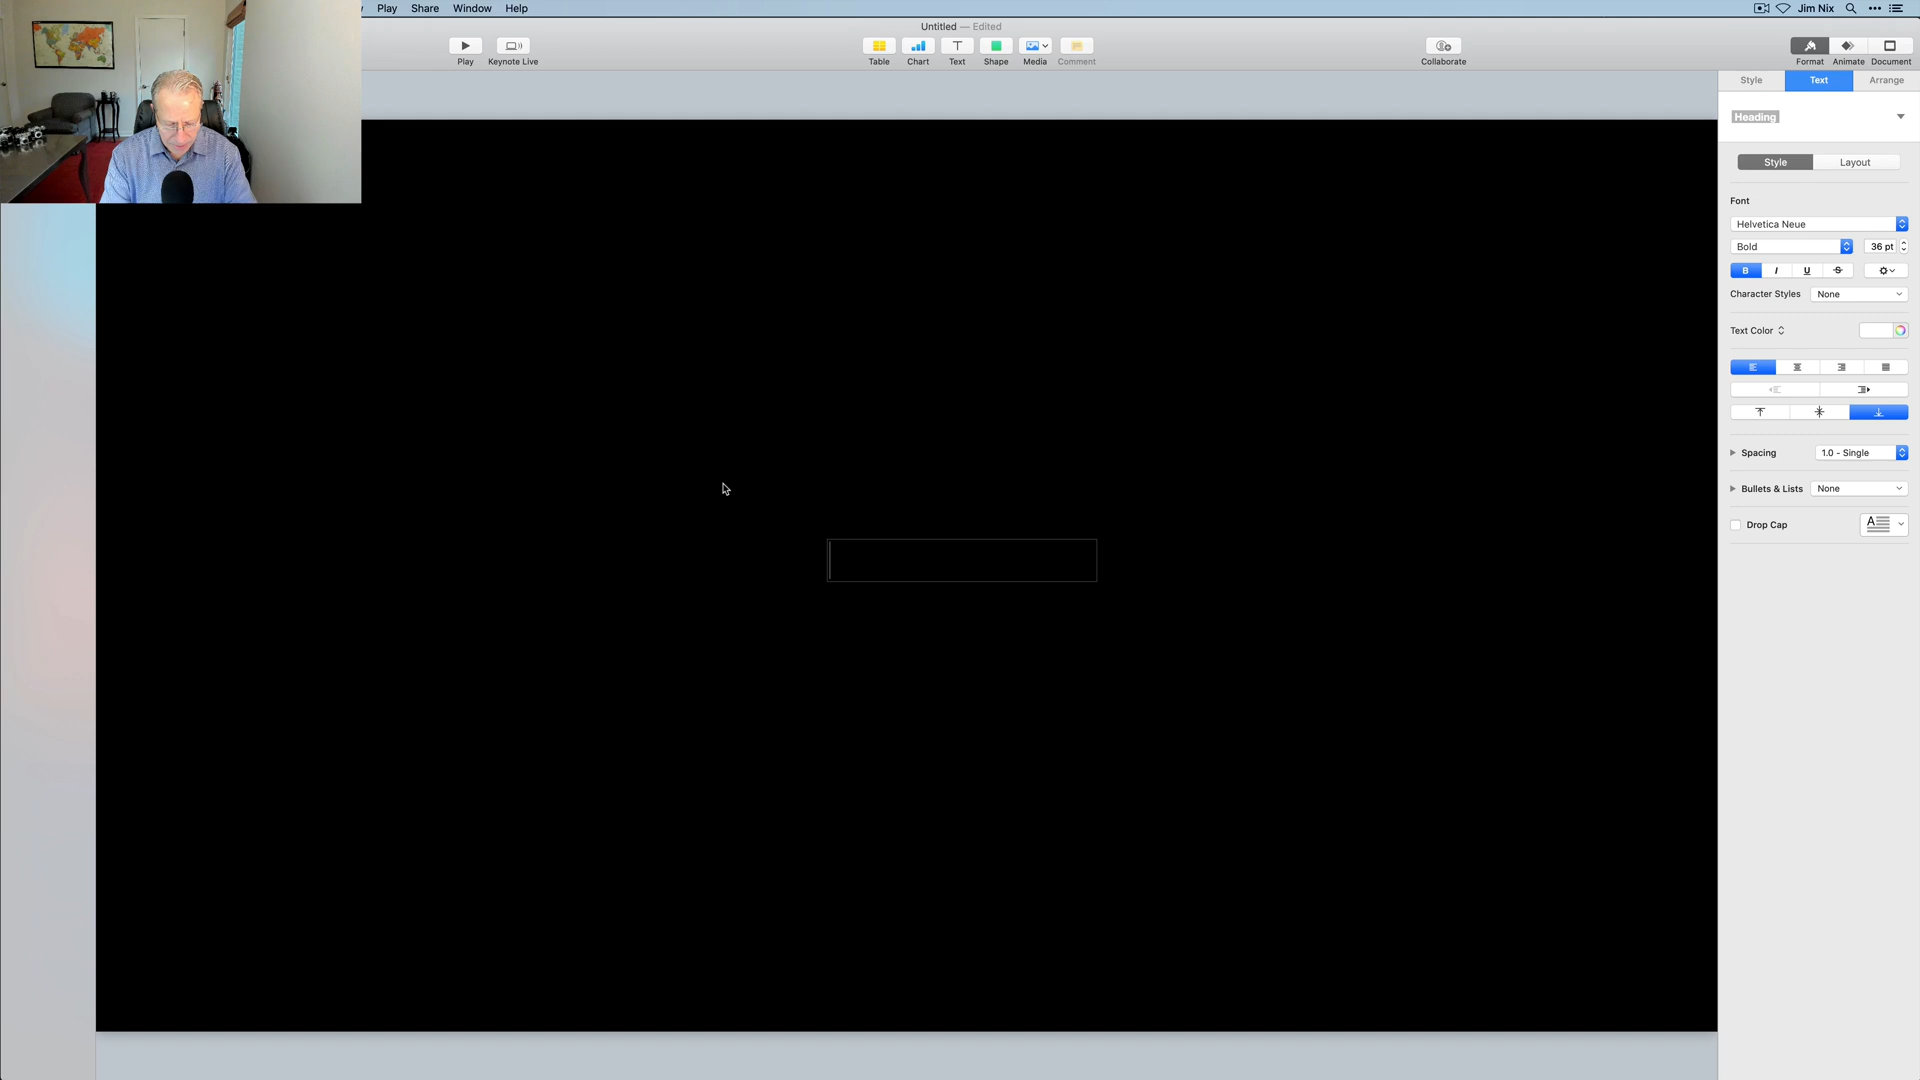 Play Share Window Help
Jim Nix
Untitled — Edited
Play Keynote Live Table Chart Text Shape Media Comment Collaborate Format Animate Document
Style Text Arrange
Heading
Style Layout
Font
Helvetica Neue
Bold 36 pt
B I U S
Character Styles None
Text Color
Spacing 1.0 - Single
Bullets & Lists None
Drop Cap A